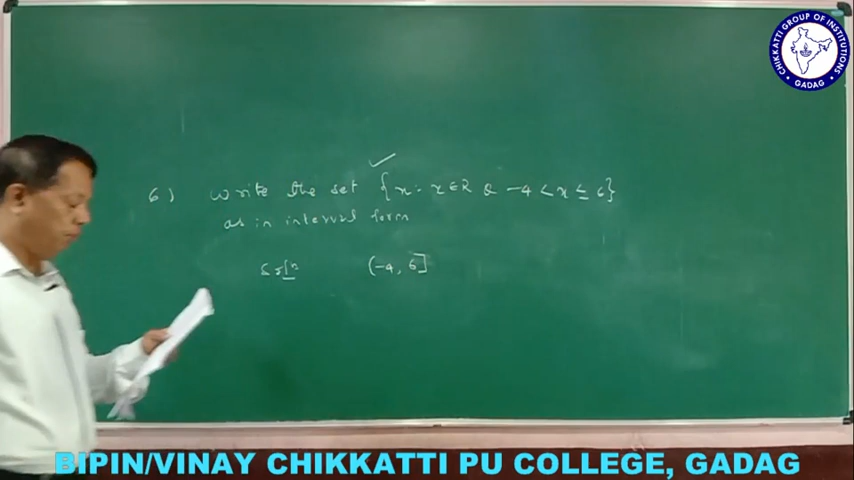 6) Write the set {x : x ∈ R & -4 < x ≤ 6}
as in interval form
Soln (-4, 6]
CHIKKATTI GROUP OF INSTITUTIONS
GADAG
BIPIN/VINAY CHIKKATTI PU COLLEGE, GADAG